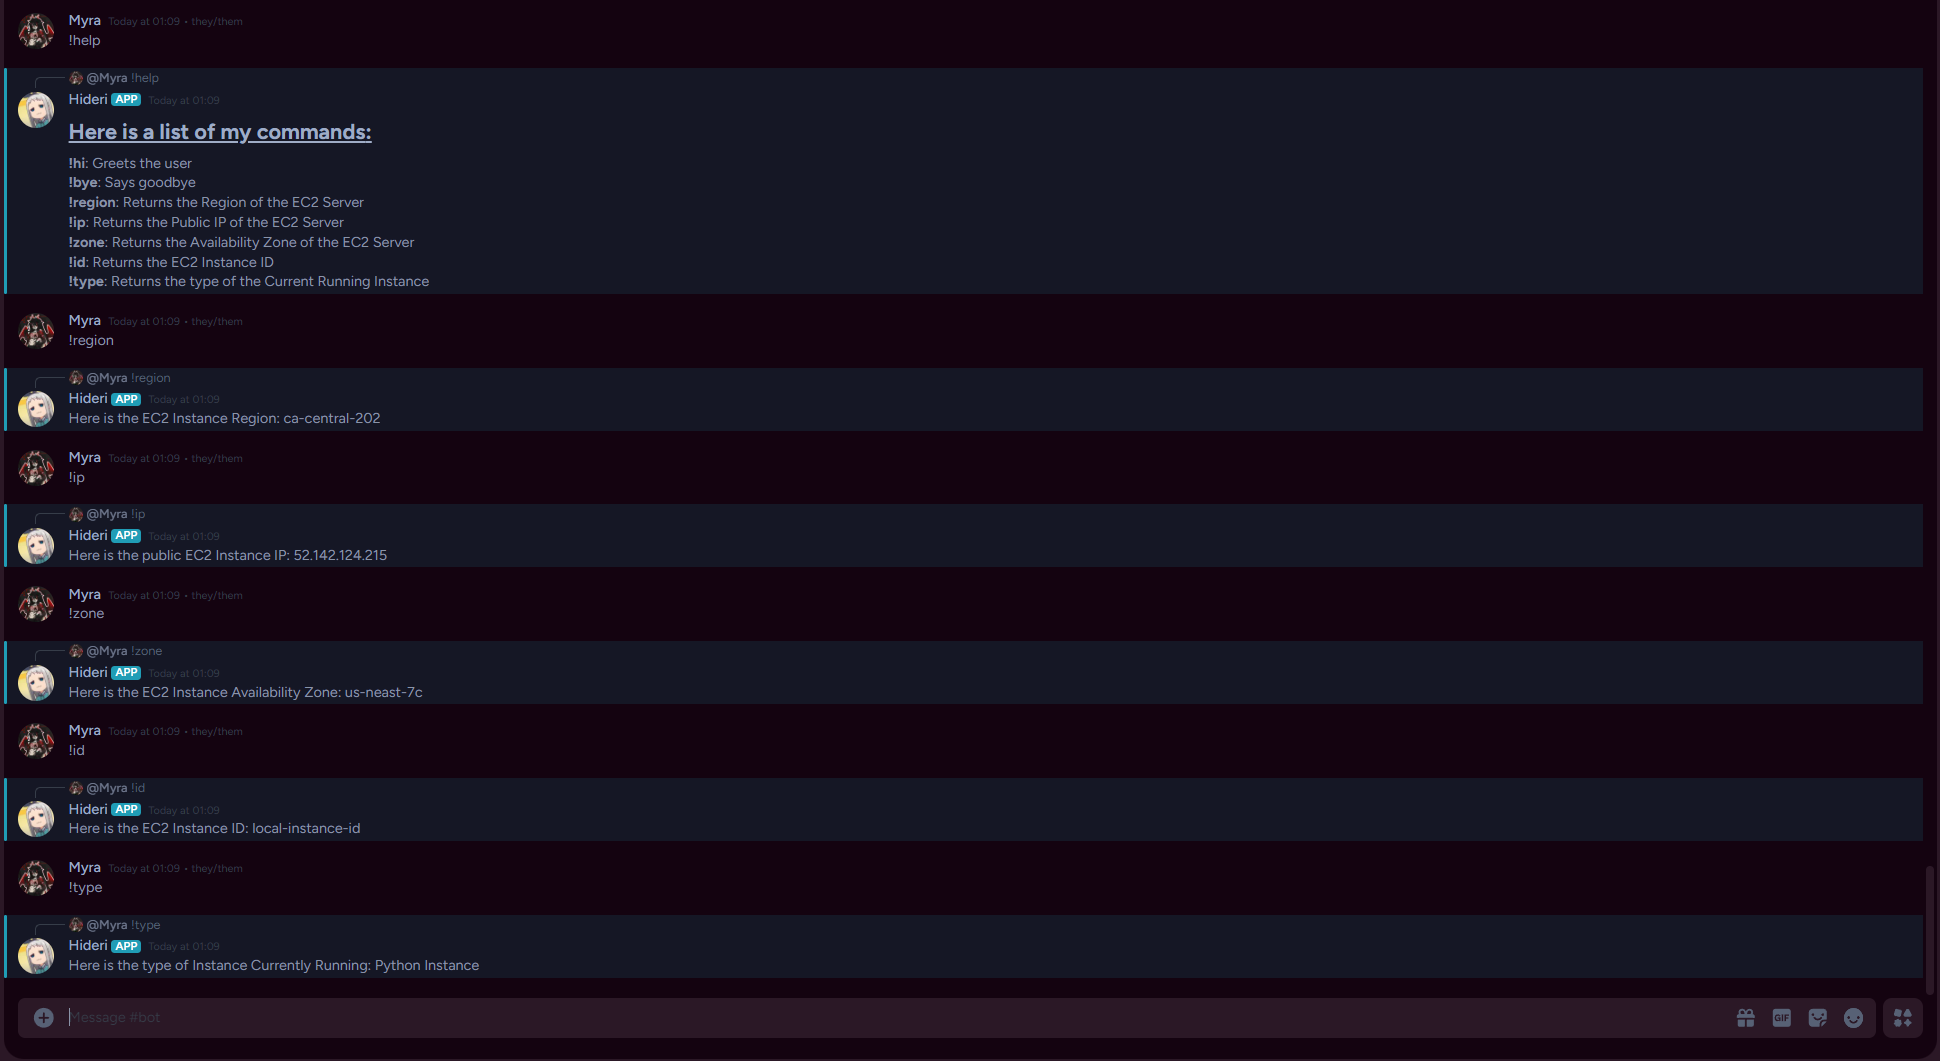 Myra Today at 01:09 • they/them
!help
@Myra !help
Hideri APP Today at 01:09
Here is a list of my commands:
!hi: Greets the user
!bye: Says goodbye
!region: Returns the Region of the EC2 Server
!ip: Returns the Public IP of the EC2 Server
!zone: Returns the Availability Zone of the EC2 Server
!id: Returns the EC2 Instance ID
!type: Returns the type of the Current Running Instance
Myra Today at 01:09 • they/them
!region
@Myra !region
Hideri APP Today at 01:09
Here is the EC2 Instance Region: ca-central-202
Myra Today at 01:09 • they/them
!ip
@Myra !ip
Hideri APP Today at 01:09
Here is the public EC2 Instance IP: 52.142.124.215
Myra Today at 01:09 • they/them
!zone
@Myra !zone
Hideri APP Today at 01:09
Here is the EC2 Instance Availability Zone: us-neast-7c
Myra Today at 01:09 • they/them
!id
@Myra !id
Hideri APP Today at 01:09
Here is the EC2 Instance ID: local-instance-id
Myra Today at 01:09 • they/them
!type
@Myra !type
Hideri APP Today at 01:09
Here is the type of Instance Currently Running: Python Instance
Message #bot
GIF